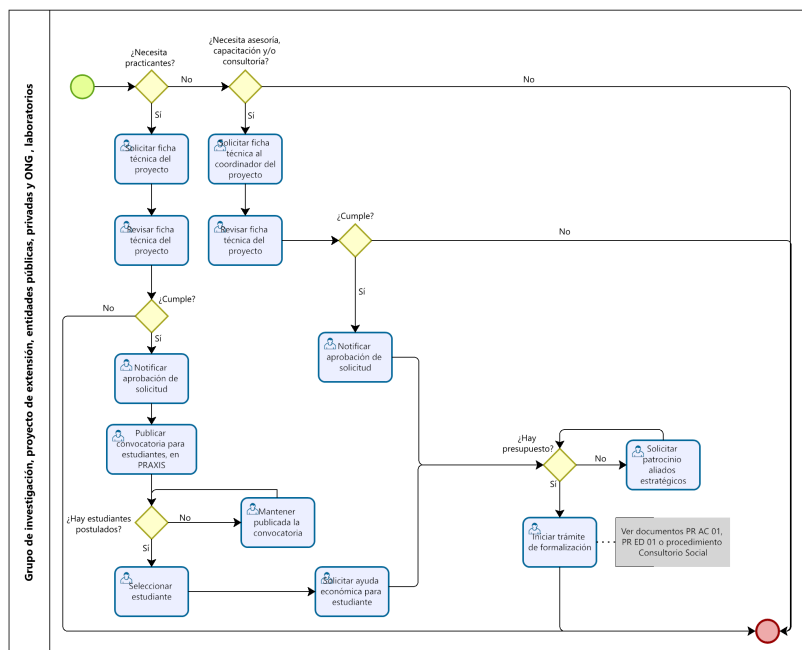 Grupo de investigación, proyecto de extensión, entidades públicas, privadas y ONG , laboratorios
¿Necesita
practicantes?
¿Necesita asesoría,
capacitación y/o
consultoría?
No
No
Sí
Sí
Solicitar ficha
técnica del
proyecto
Solicitar ficha
técnica al
coordinador del
proyecto
Revisar ficha
técnica del
proyecto
Revisar ficha
técnica del
proyecto
¿Cumple?
No
Sí
¿Cumple?
No
Sí
Notificar
aprobación de
solicitud
Notificar
aprobación de
solicitud
Publicar
convocatoria para
estudiantes, en
PRAXIS
¿Hay
presupuesto?
No
Sí
Solicitar
patrocinio
aliados
estratégicos
¿Hay estudiantes
postulados?
No
Sí
Mantener
publicada la
convocatoria
Iniciar trámite
de formalización
Ver documentos PR AC 01,
PR ED 01 o procedimiento
Consultorio Social
Seleccionar
estudiante
Solicitar ayuda
económica para
estudiante